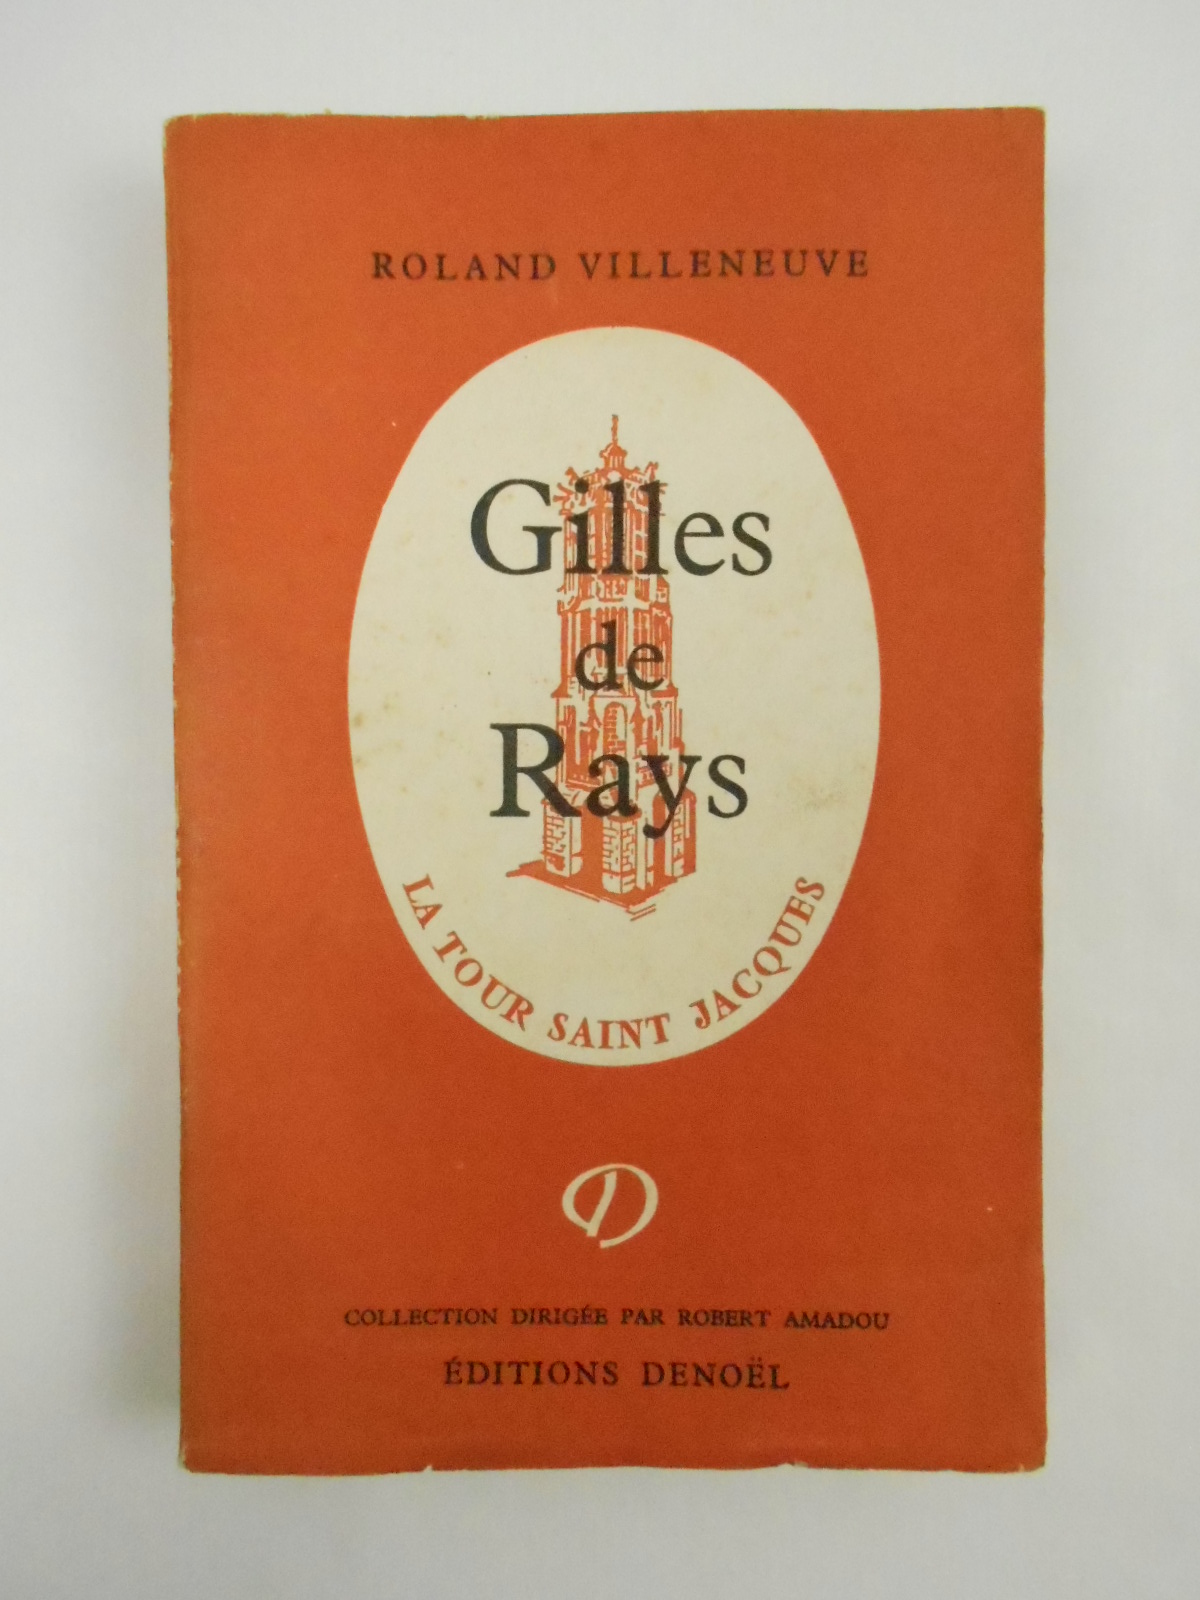 ROLAND VILLENEUVE
Gilles
de
Rays
LA TOUR SAINT JACQUES
D
COLLECTION DIRIGÉE PAR ROBERT AMADOU
ÉDITIONS DENOËL